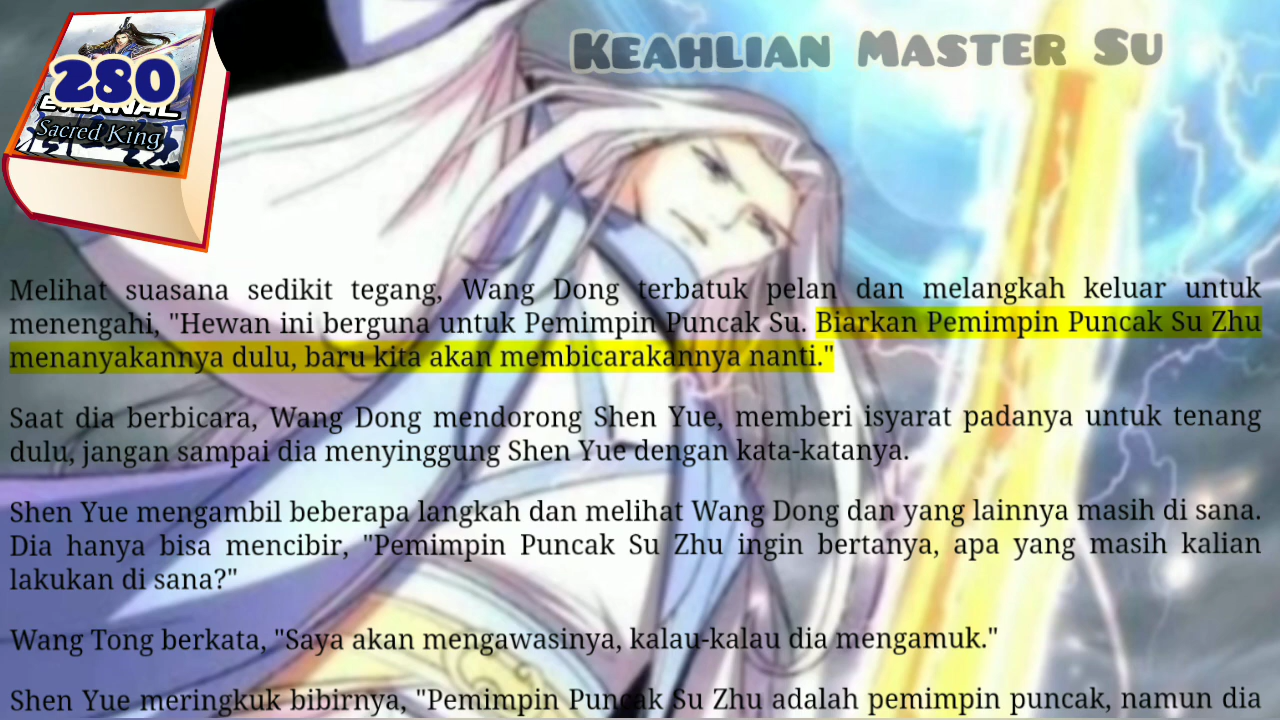 Keahlian Master Su
280
ETERNAL
Sacred King
Melihat suasana sedikit tegang, Wang Dong terbatuk pelan dan melangkah keluar untuk
menengahi, "Hewan ini berguna untuk Pemimpin Puncak Su. Biarkan Pemimpin Puncak Su Zhu
menanyakannya dulu, baru kita akan membicarakannya nanti."
Saat dia berbicara, Wang Dong mendorong Shen Yue, memberi isyarat padanya untuk tenang
dulu, jangan sampai dia menyinggung Shen Yue dengan kata-katanya.
Shen Yue mengambil beberapa langkah dan melihat Wang Dong dan yang lainnya masih di sana.
Dia hanya bisa mencibir, "Pemimpin Puncak Su Zhu ingin bertanya, apa yang masih kalian
lakukan di sana?"
Wang Tong berkata, "Saya akan mengawasinya, kalau-kalau dia mengamuk."
Shen Yue meringkuk bibirnya, "Pemimpin Puncak Su Zhu adalah pemimpin puncak, namun dia